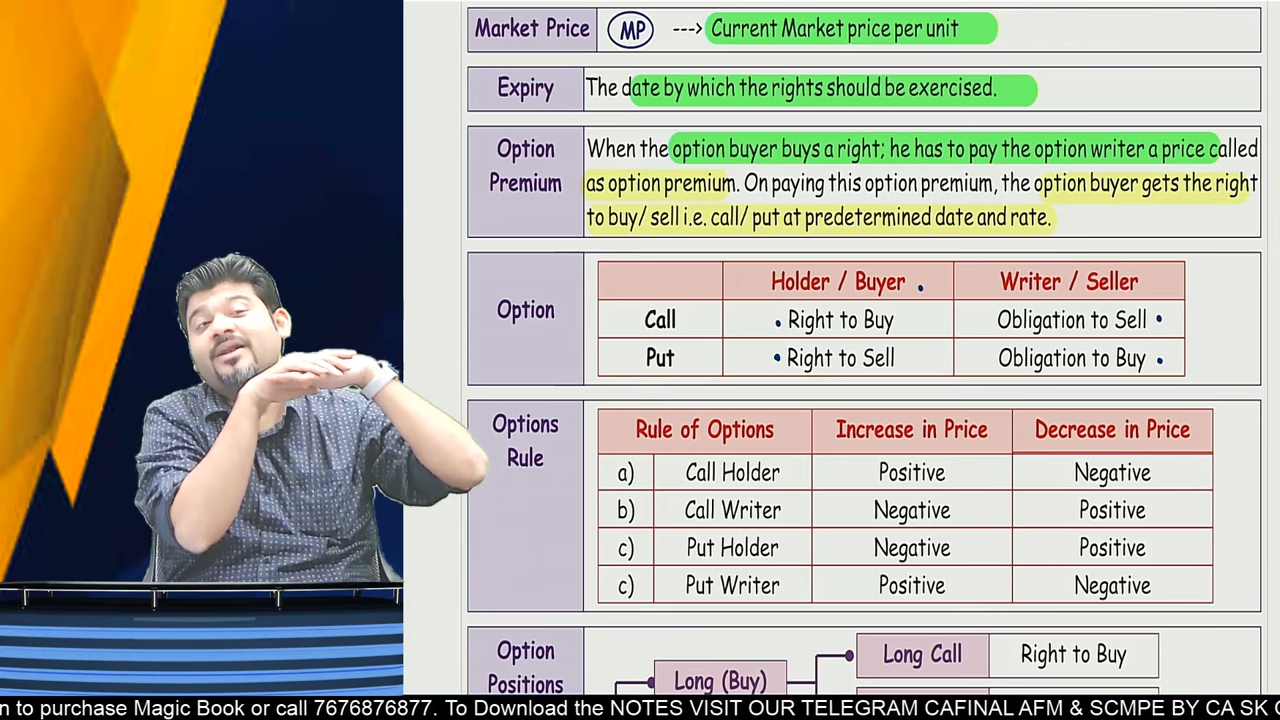 Market Price MP ---> Current Market price per unit
Expiry The date by which the rights should be exercised.
Option Premium
When the option buyer buys a right; he has to pay the option writer a price called
as option premium. On paying this option premium, the option buyer gets the right
to buy/ sell i.e. call/ put at predetermined date and rate.
Option
Holder / Buyer Writer / Seller
Call Right to Buy Obligation to Sell
Put Right to Sell Obligation to Buy
Options Rule
Rule of Options Increase in Price Decrease in Price
a) Call Holder Positive Negative
b) Call Writer Negative Positive
c) Put Holder Negative Positive
c) Put Writer Positive Negative
Option Positions
Long (Buy)
Long Call Right to Buy
n to purchase Magic Book or call 7676876877. To Download the NOTES VISIT OUR TELEGRAM CAFINAL AFM & SCMPE BY CA SK